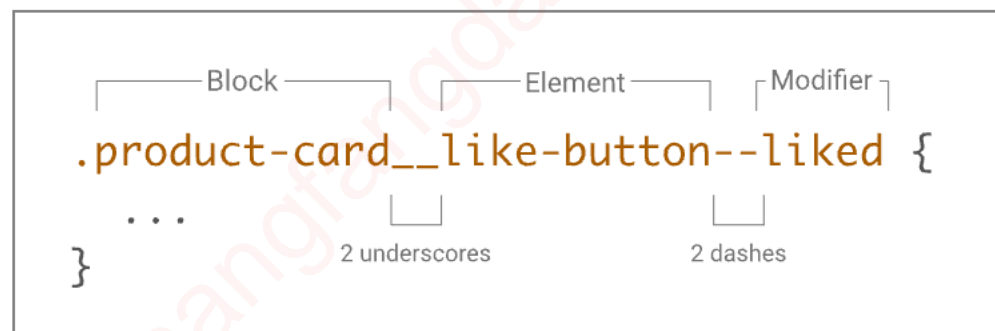 Block Element Modifier
.product-card__like-button--liked {
...
2 underscores 2 dashes
}